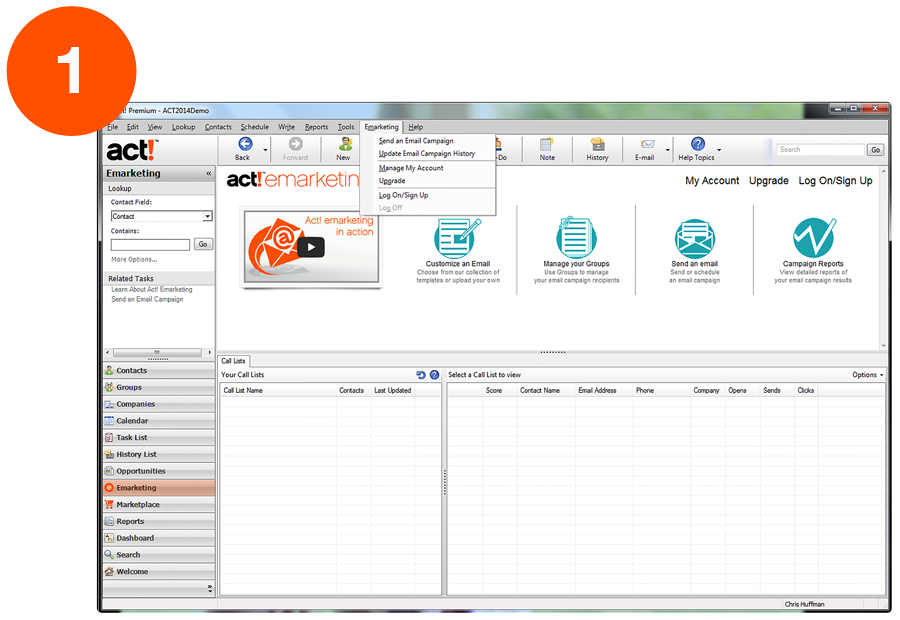 1
t! Premium - ACT2014Demo
File Edit View Lookup Contacts Schedule Write Reports Tools Emarketing Help
act!™
Back
Forward
New
-Do
Note
History
E-mail
Help Topics
Search
Go
Send an Email Campaign
Update Email Campaign History
Manage My Account
Upgrade
Log On/Sign Up
Log Off
Emarketing «
Lookup
Contact Field:
Contact
Contains:
Go
More Options...
Related Tasks
Learn About Act! Emarketing
Send an Email Campaign
act! emarketin
My Account Upgrade Log On/Sign Up
Act! emarketing
in action
Customize an Email
Choose from our collection of
templates or upload your own
Manage your Groups
Use Groups to manage
your email campaign recipients
Send an email
Send or schedule
an email campaign
Campaign Reports
View detailed reports of
your email campaign results
Contacts
Groups
Companies
Calendar
Task List
History List
Opportunities
Emarketing
Marketplace
Reports
Dashboard
Search
Welcome
Call Lists
Your Call Lists
Call List Name Contacts Last Updated
Select a Call List to view
Options
Score Contact Name Email Address Phone Company Opens Sends Clicks
Chris Huffman